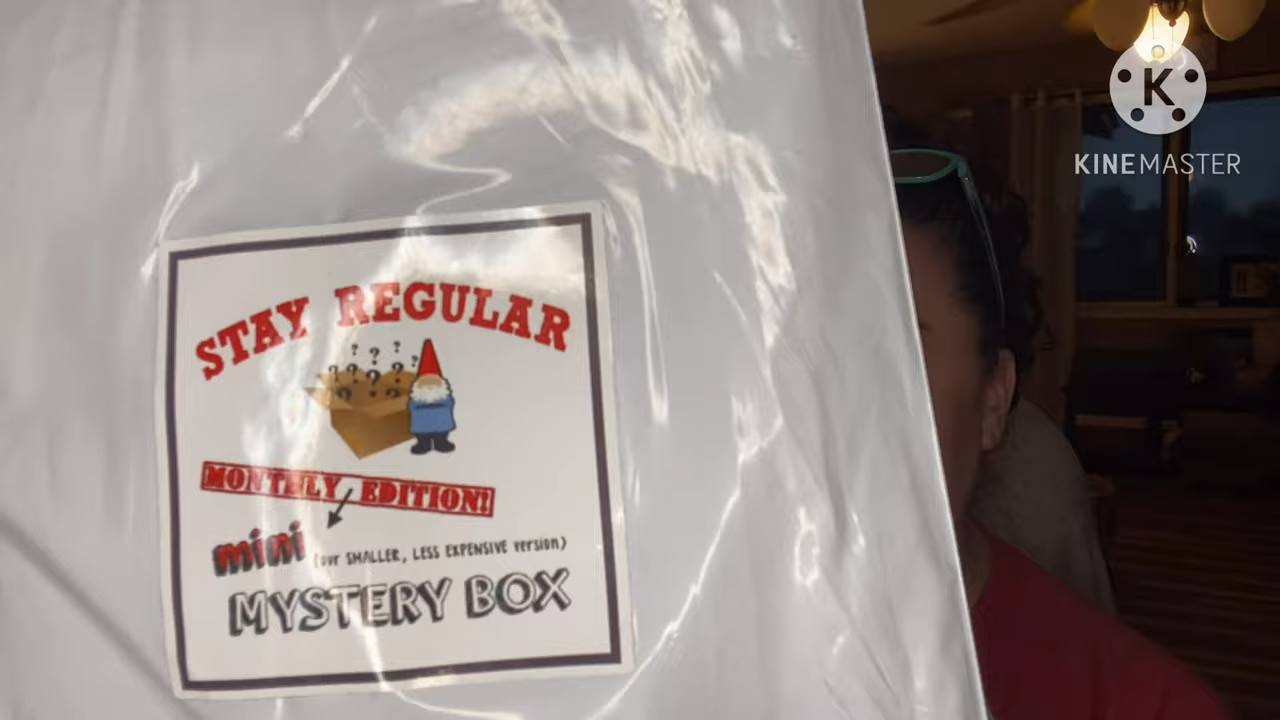 STAY REGULAR
? ? ? ? ? ? ? ? ? ?
MONTHLY EDITION!
mini (our SMALLER, LESS EXPENSIVE version)
MYSTERY BOX
K
KINEMASTER